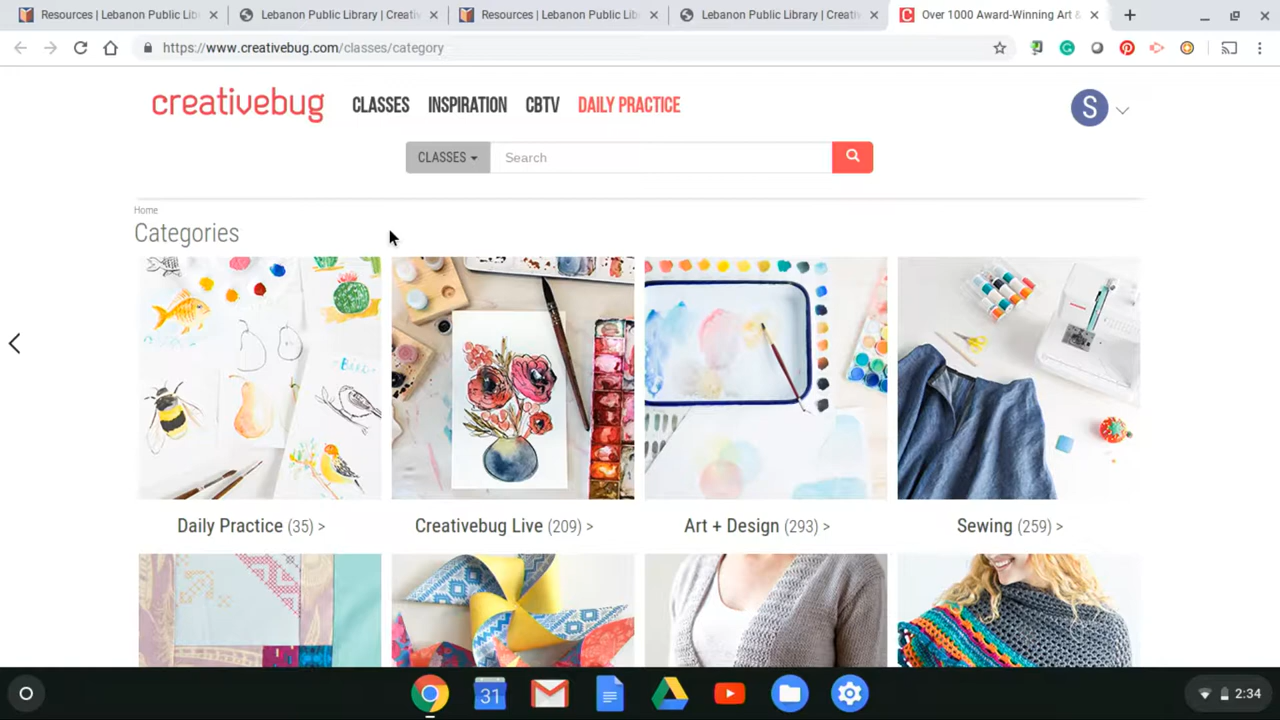 Resources | Lebanon Public Lib
Lebanon Public Library | Creativ
Resources | Lebanon Public Lib
Lebanon Public Library | Creativ
Over 1000 Award-Winning Art &
https://www.creativebug.com/classes/category
creativebug
CLASSES INSPIRATION CBTV DAILY PRACTICE
S
CLASSES Search
Home
Categories
Daily Practice (35) >
Creativebug Live (209) >
Art + Design (293) >
Sewing (259) >
31
2:34